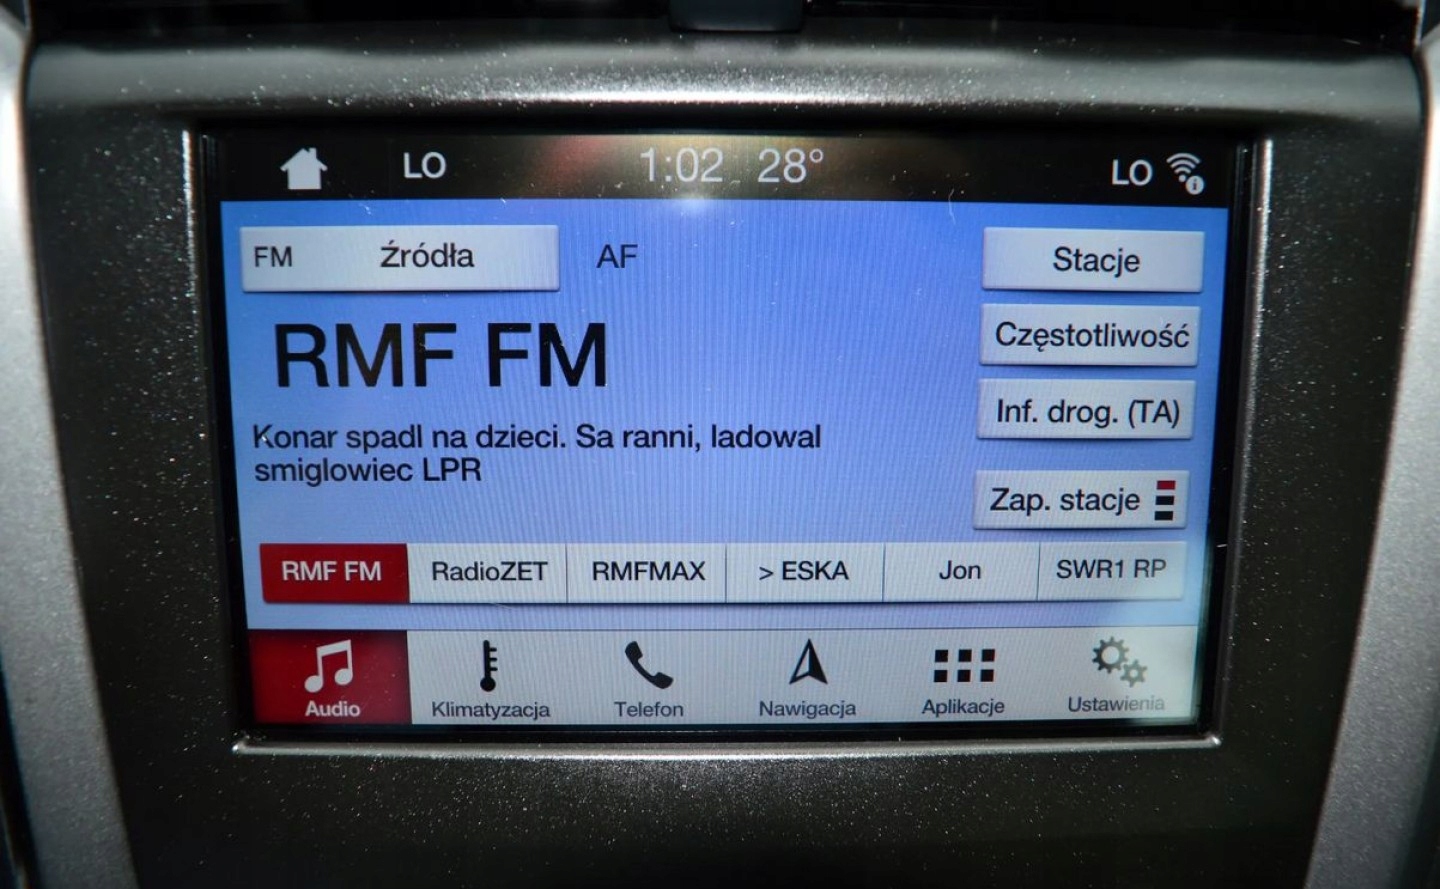 LO 1:02 28° LO
FM Źródła AF Stacje
RMF FM
Częstotliwość
Inf. drog. (TA)
Konar spadl na dzieci. Sa ranni, ladowal
smiglowiec LPR
Zap. stacje
RMF FM RadioZET RMFMAX > ESKA Jon SWR1 RP
Audio Klimatyzacja Telefon Nawigacja Aplikacje Ustawienia